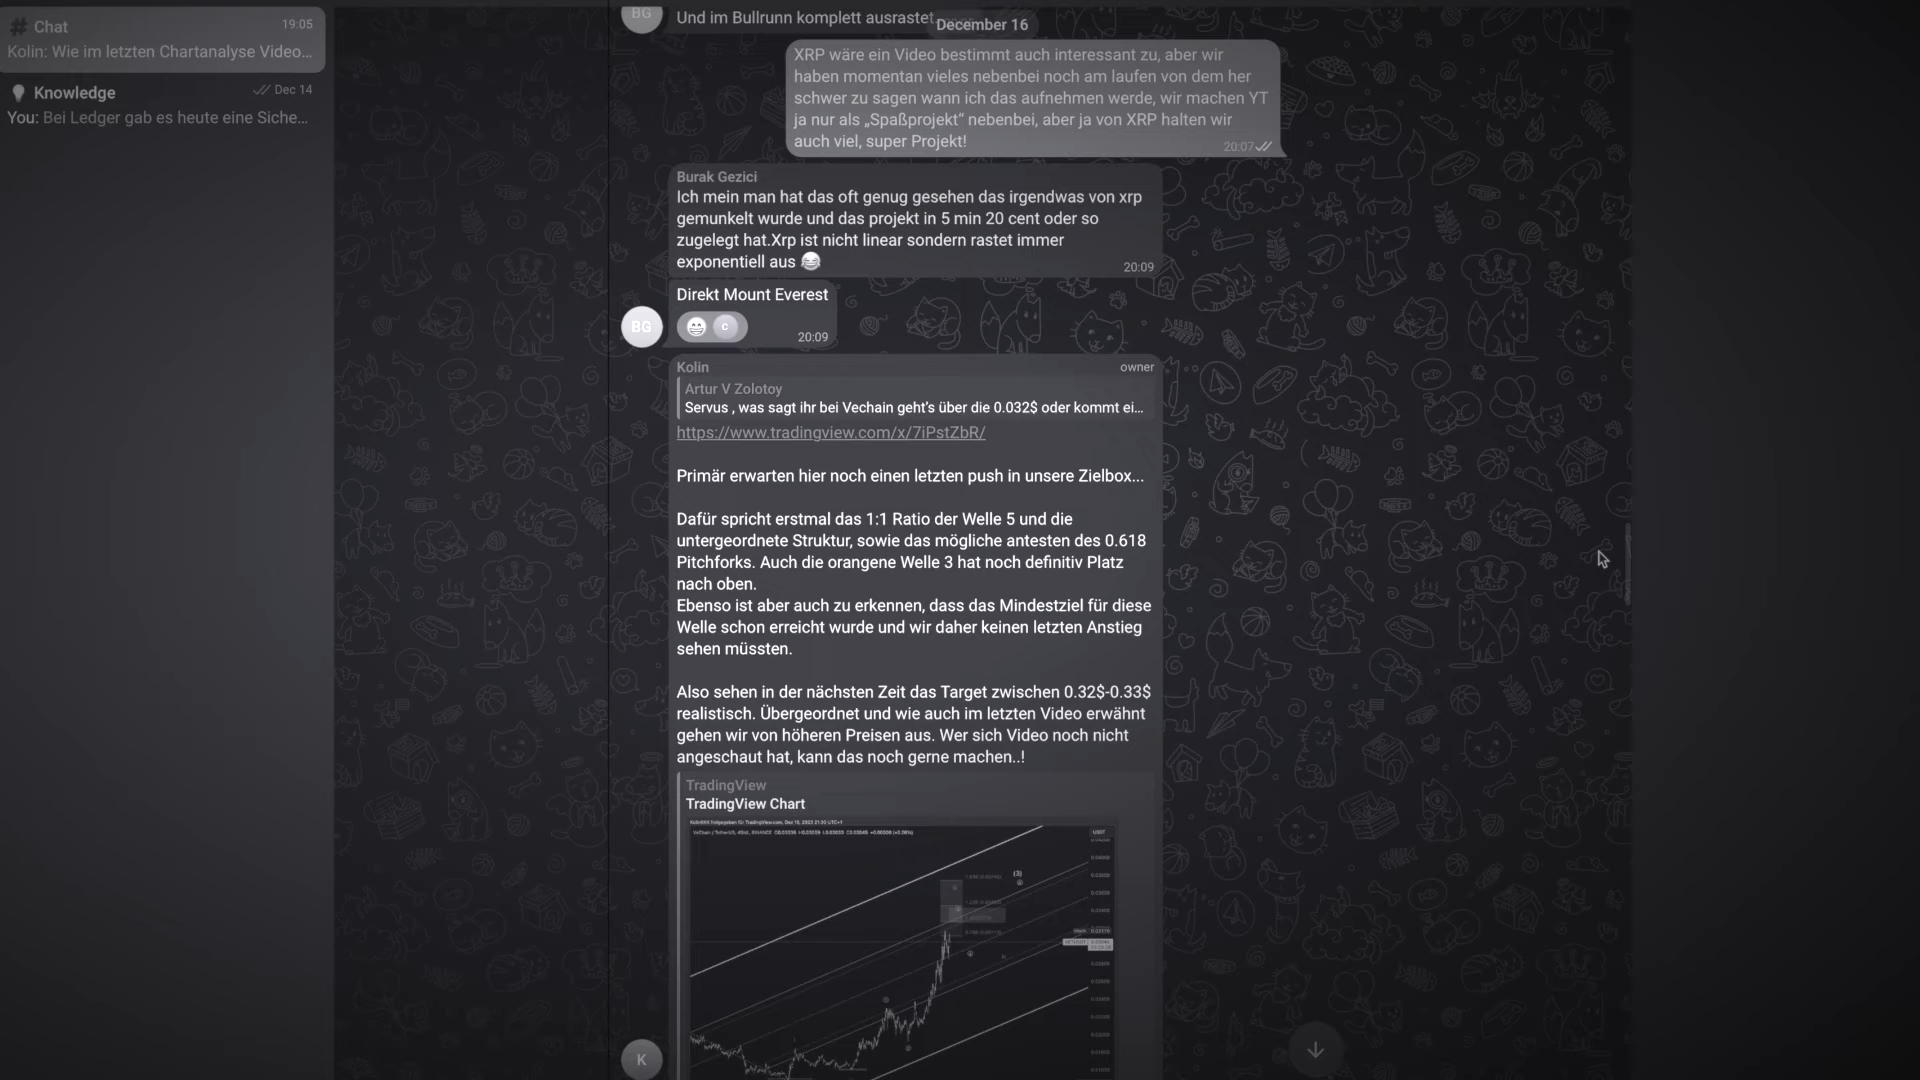 Chat
19:05
Kolin: Wie im letzten Chartanalyse Video...
Knowledge
Dec 14
You: Bei Ledger gab es heute eine Siche...
BG
Und im Bullrunn komplett ausrastet.
December 16
XRP wäre ein Video bestimmt auch interessant zu, aber wir
haben momentan vieles nebenbei noch am laufen von dem her
schwer zu sagen wann ich das aufnehmen werde, wir machen YT
ja nur als „Spaßprojekt“ nebenbei, aber ja von XRP halten wir
auch viel, super Projekt!
20:07
Burak Gezici
Ich mein man hat das oft genug gesehen das irgendwas von xrp
gemunkelt wurde und das projekt in 5 min 20 cent oder so
zugelegt hat.Xrp ist nicht linear sondern rastet immer
exponentiell aus 😂
20:09
Direkt Mount Everest
BG
C
20:09
Kolin
owner
Artur V Zolotoy
Servus , was sagt ihr bei Vechain geht's über die 0.032$ oder kommt ei...
https://www.tradingview.com/x/7iPstZbR/
Primär erwarten hier noch einen letzten push in unsere Zielbox...
Dafür spricht erstmal das 1:1 Ratio der Welle 5 und die
untergeordnete Struktur, sowie das mögliche antesten des 0.618
Pitchforks. Auch die orangene Welle 3 hat noch definitiv Platz
nach oben.
Ebenso ist aber auch zu erkennen, dass das Mindestziel für diese
Welle schon erreicht wurde und wir daher keinen letzten Anstieg
sehen müssten.
Also sehen in der nächsten Zeit das Target zwischen 0.32$-0.33$
realistisch. Übergeordnet und wie auch im letzten Video erwähnt
gehen wir von höheren Preisen aus. Wer sich Video noch nicht
angeschaut hat, kann das noch gerne machen..!
TradingView
TradingView Chart
USDT
(3)
K